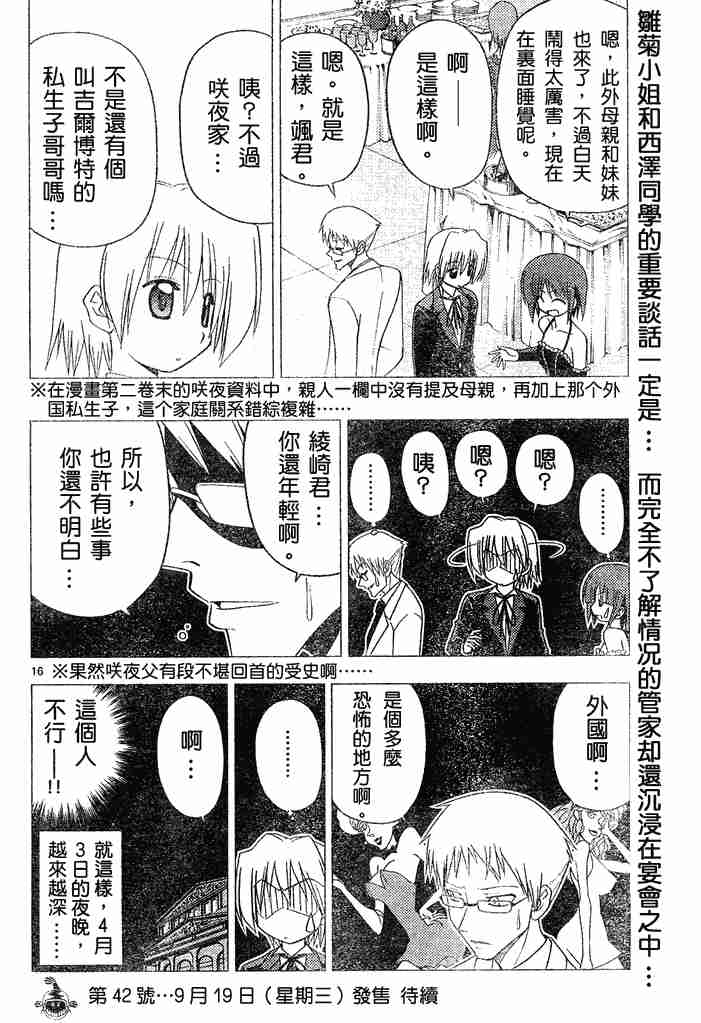 雛菊小姐和西澤同學的重要談話一定是… 而完全不了解情况的管家却還沉浸在宴會之中…
嗯，此外母親和妹妹
也來了，不過白天
鬧得太厲害，現在
在裏面睡覺呢。
啊——
是這樣啊。
嗯。就是
這樣，颯君。
咦？不過
咲夜家…
不是還有個
叫吉爾博特的
私生子哥哥嗎…
※在漫畫第二卷末的咲夜資料中，親人一欄中沒有提及母親，再加上那个外
国私生子，這个家庭關系錯綜複雜……
………
嗯？
嗯？
咦？
………
綾崎君…
你還年輕啊。
所以，
也許有些事
你還不明白…
16 ※果然咲夜父有段不堪回首的受史啊……
外國啊…
是個多麼
恐怖的地方啊。
………
啊…
這個人
不行——!!
就這樣，4月
3日的夜晚，
越來越深……
第42號…9月19日（星期三）發售 待續